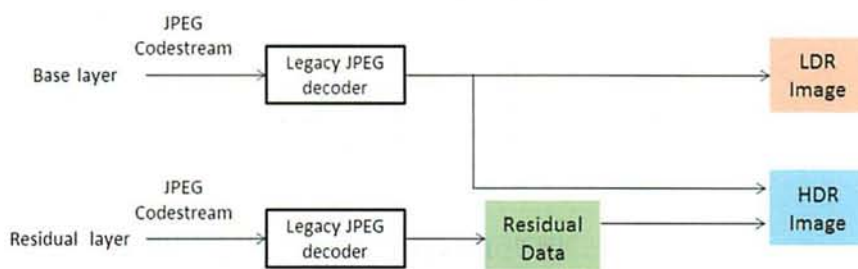 JPEG
Codestream
Base layer
Legacy JPEG
decoder
LDR
Image
JPEG
Codestream
Residual layer
Legacy JPEG
decoder
Residual
Data
HDR
Image